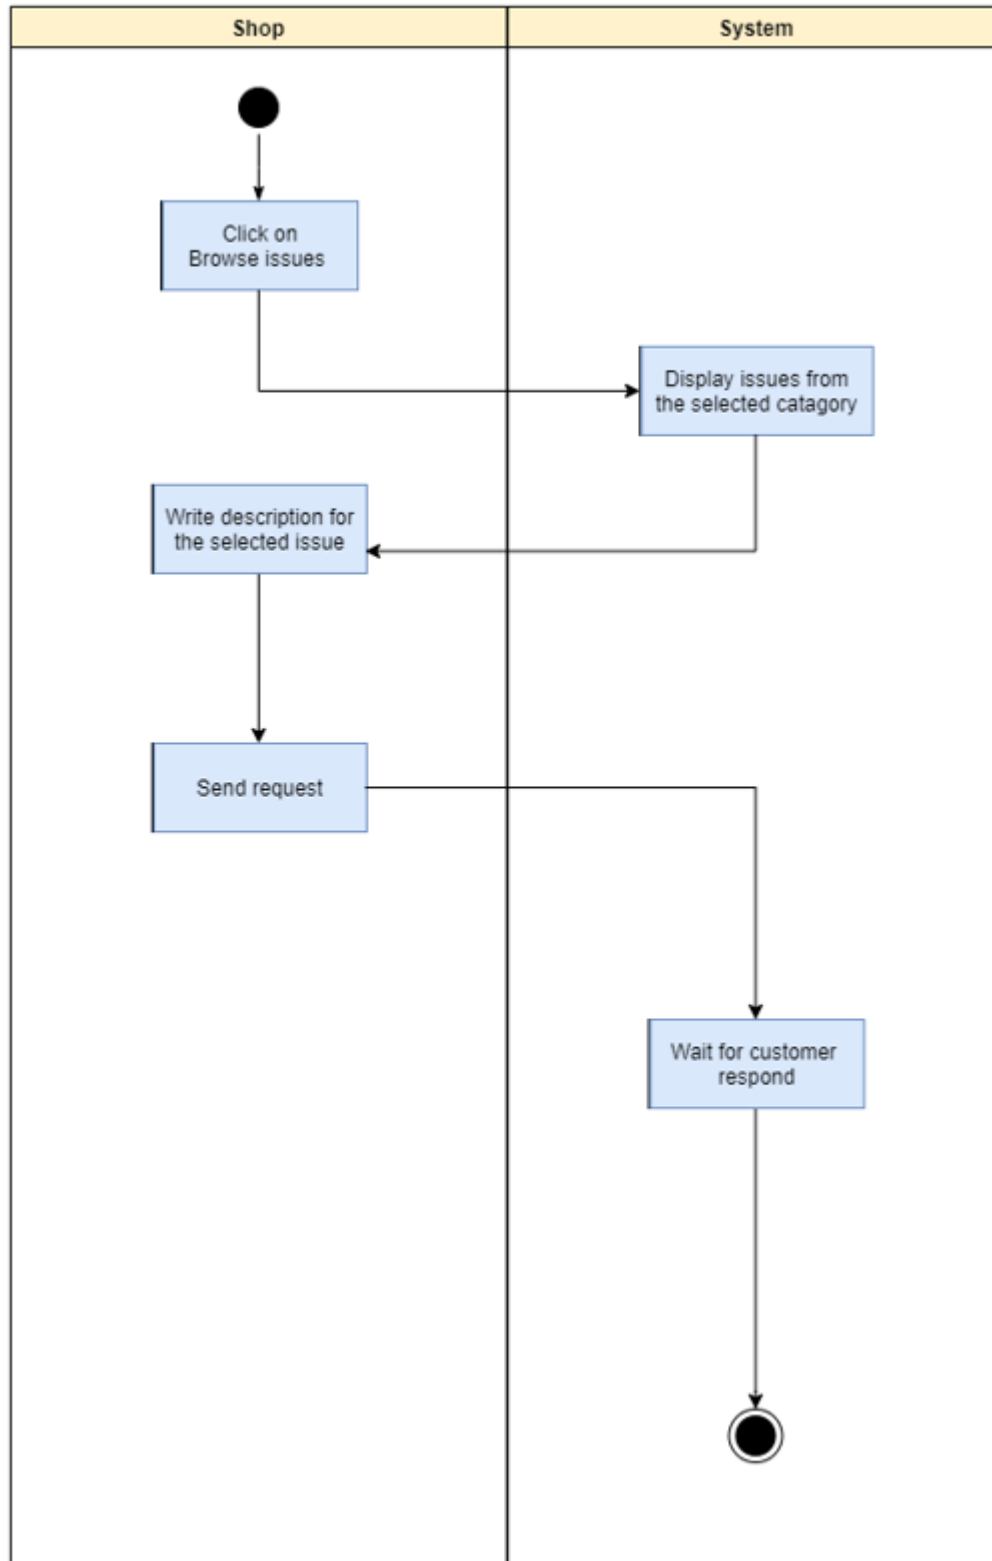 Shop
System
Click on
Browse issues
Display issues from
the selected catagory
Write description for
the selected issue
Send request
Wait for customer
respond